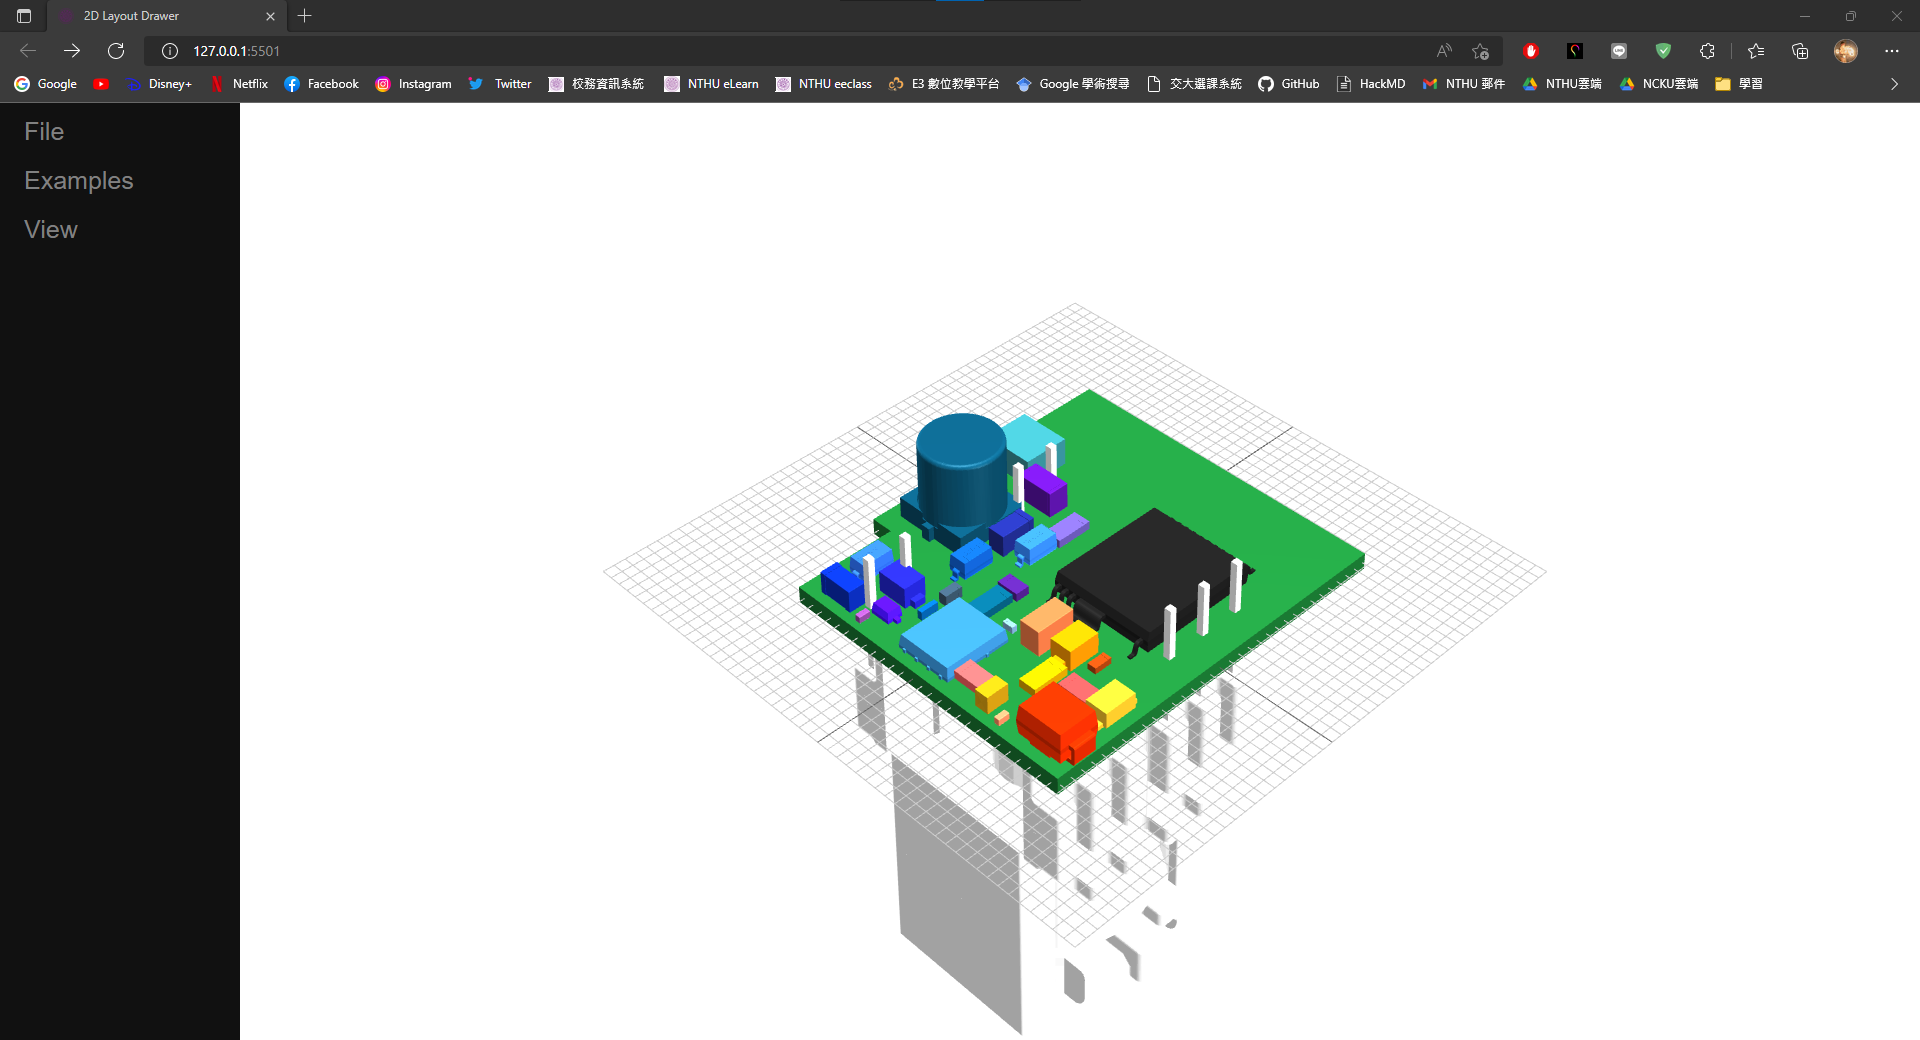 2D Layout Drawer
127.0.0.1:5501
Google Disney+ Netflix Facebook Instagram Twitter 校務資訊系統 NTHU eLearn NTHU eeclass E3 數位教學平台 Google 學術搜尋 交大選課系統 GitHub HackMD NTHU 郵件 NTHU雲端 NCKU雲端 學習
File
Examples
View